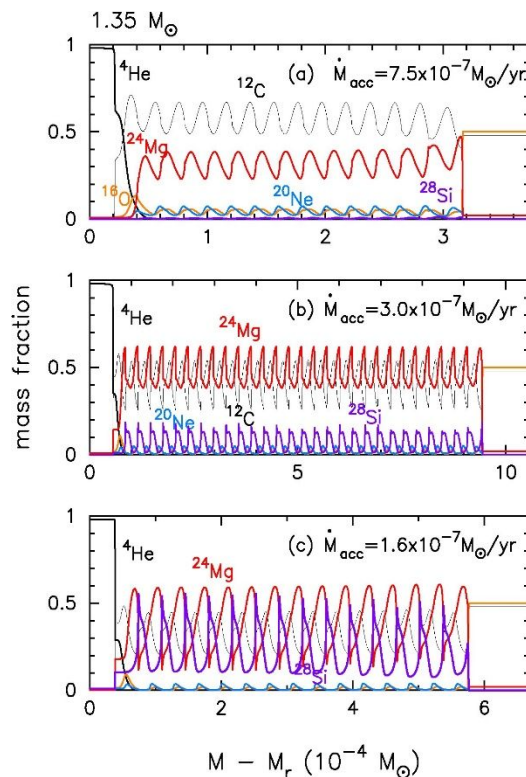 1.35 M☉
(a) Ṁacc=7.5x10⁻⁷M☉/yr
⁴He
¹²C
²⁴Mg
¹⁶O
²⁰Ne
²⁸Si
1
0.5
0
0 1 2 3
(b) Ṁacc=3.0x10⁻⁷M☉/yr
⁴He
²⁴Mg
²⁰Ne
¹²C
²⁸Si
1
0.5
0
0 5 10
mass fraction
(c) Ṁacc=1.6x10⁻⁷M☉/yr
⁴He
²⁴Mg
²⁸Si
1
0.5
0
0 2 4 6
M − Mr (10⁻⁴ M☉)